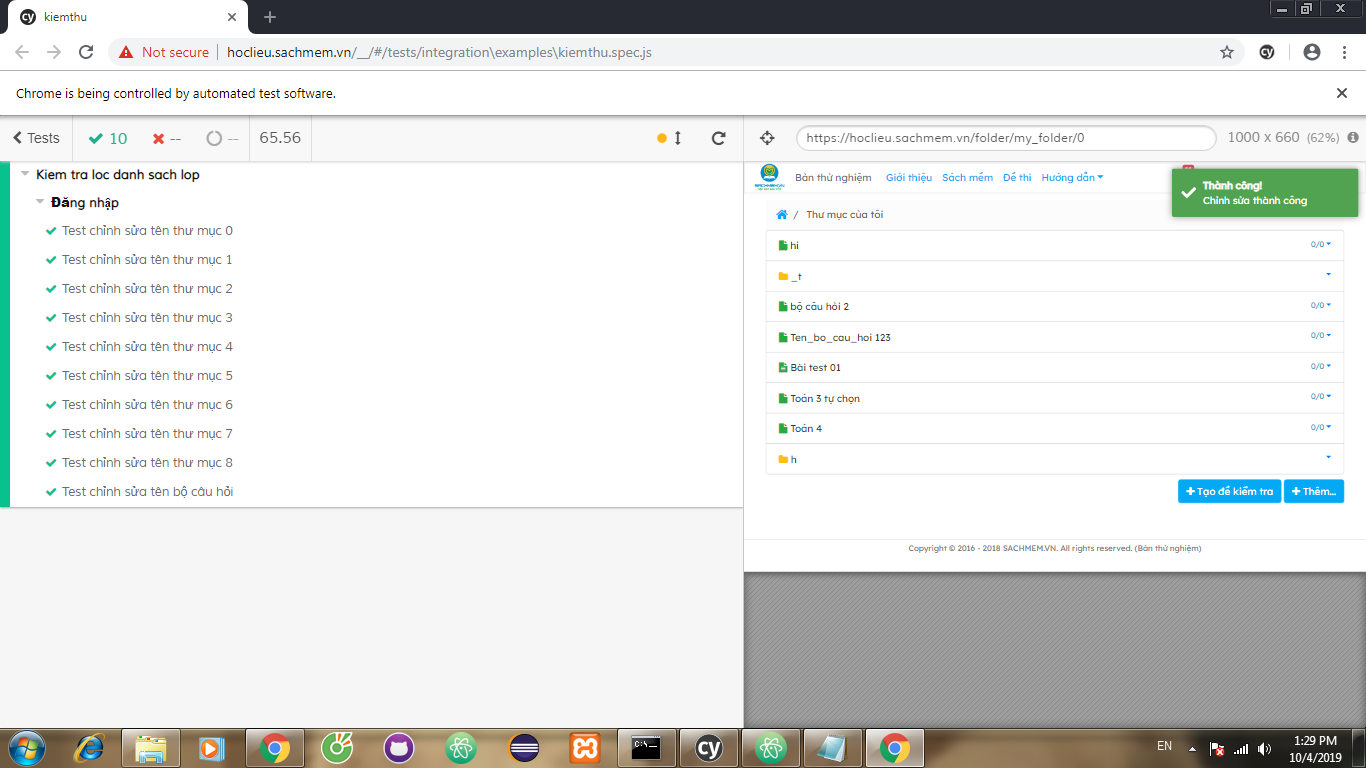 kiemthu
Not secure
hoclieu.sachmem.vn/__/#/tests/integration\examples\kiemthu.spec.js
Chrome is being controlled by automated test software.
Tests
10
--
--
65.56
https://hoclieu.sachmem.vn/folder/my_folder/0
1000 x 660 (62%)
Kiem tra loc danh sach lop
Đăng nhập
Test chỉnh sửa tên thư mục 0
Test chỉnh sửa tên thư mục 1
Test chỉnh sửa tên thư mục 2
Test chỉnh sửa tên thư mục 3
Test chỉnh sửa tên thư mục 4
Test chỉnh sửa tên thư mục 5
Test chỉnh sửa tên thư mục 6
Test chỉnh sửa tên thư mục 7
Test chỉnh sửa tên thư mục 8
Test chỉnh sửa tên bộ câu hỏi
Bản thử nghiệm Giới thiệu Sách mềm Đề thi Hướng dẫn
Thành công!
Chỉnh sửa thành công
/ Thư mục của tôi
hi 0/0
_t
bộ câu hỏi 2 0/0
Ten_bo_cau_hoi 123 0/0
Bài test 01 0/0
Toán 3 tự chọn 0/0
Toán 4 0/0
h
Tạo đề kiểm tra
Thêm...
Copyright © 2016 - 2018 SACHMEM.VN. All rights reserved. (Bản thử nghiệm)
EN
1:29 PM
10/4/2019